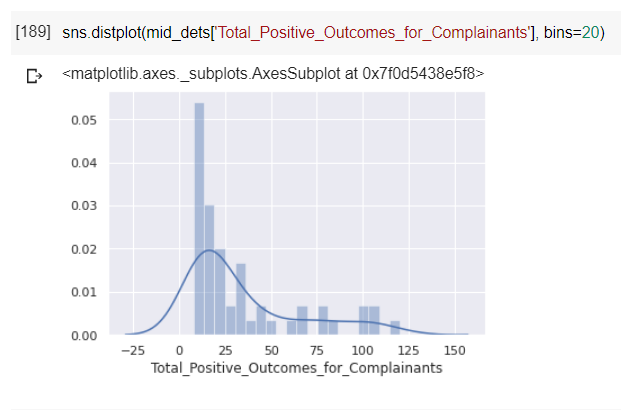 [189] sns.distplot(mid_dets['Total_Positive_Outcomes_for_Complainants'], bins=20)
<matplotlib.axes._subplots.AxesSubplot at 0x7f0d5438e5f8>
0.05
0.04
0.03
0.02
0.01
0.00
−25 0 25 50 75 100 125 150
Total_Positive_Outcomes_for_Complainants